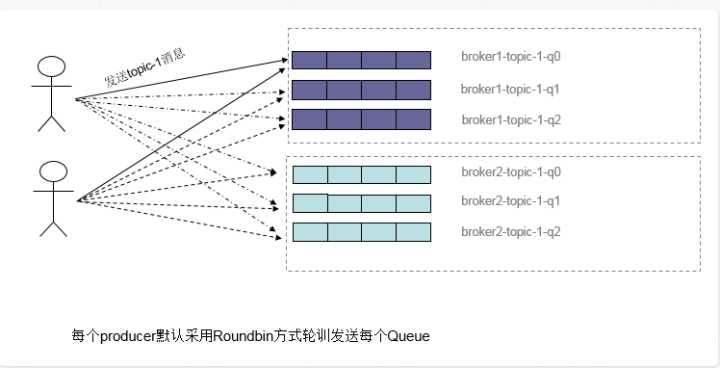 发送topic-1消息
broker1-topic-1-q0
broker1-topic-1-q1
broker1-topic-1-q2
broker2-topic-1-q0
broker2-topic-1-q1
broker2-topic-1-q2
每个producer默认采用Roundbin方式轮训发送每个Queue